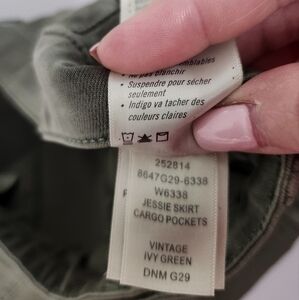 mblables
• Ne pas blanchir
• Suspendre pour sécher
seulement
• Indigo va tacher des
couleurs claires
252814
8647G29-6338
W6338
JESSIE SKIRT
CARGO POCKETS
VINTAGE
IVY GREEN
DNM G29